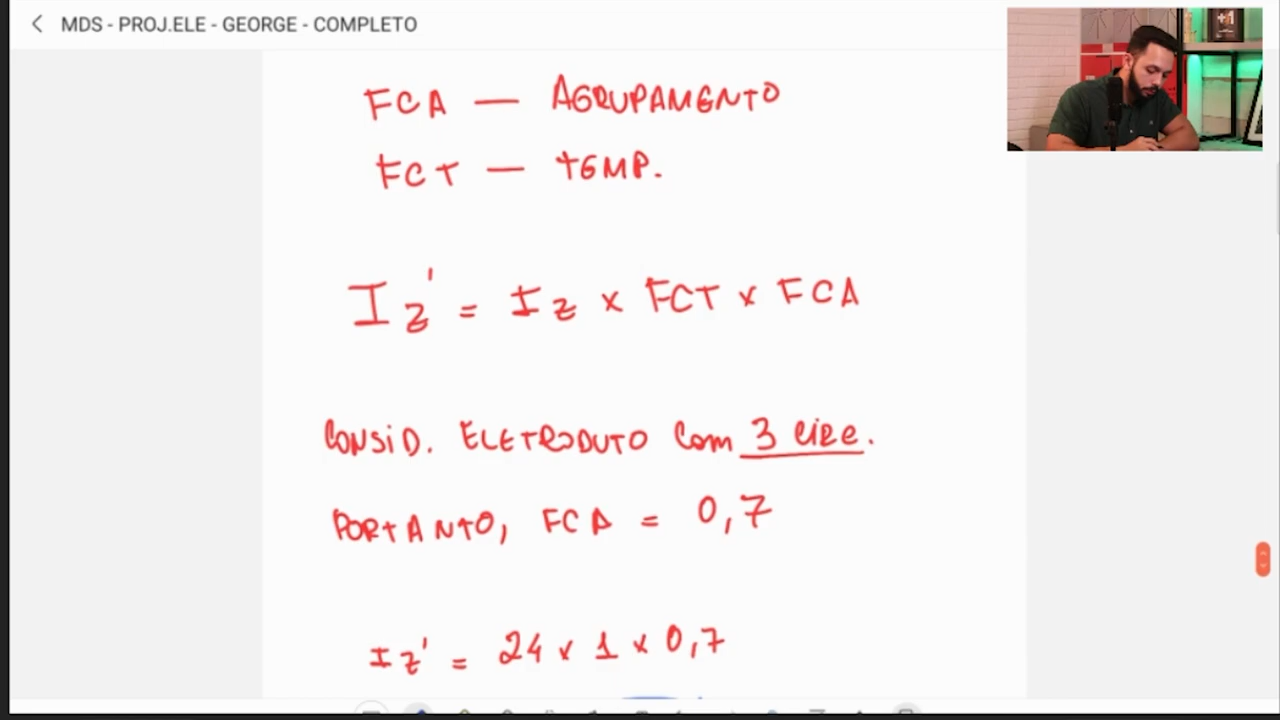 MDS - PROJ.ELE - GEORGE - COMPLETO
FCA — AGRUPAMENTO
FCT — TEMP.
Iz' = Iz x FCT x FCA
CONSID. ELETRODUTO COM 3 CIRC.
PORTANTO, FCA = 0,7
Iz' = 24 x 1 x 0,7